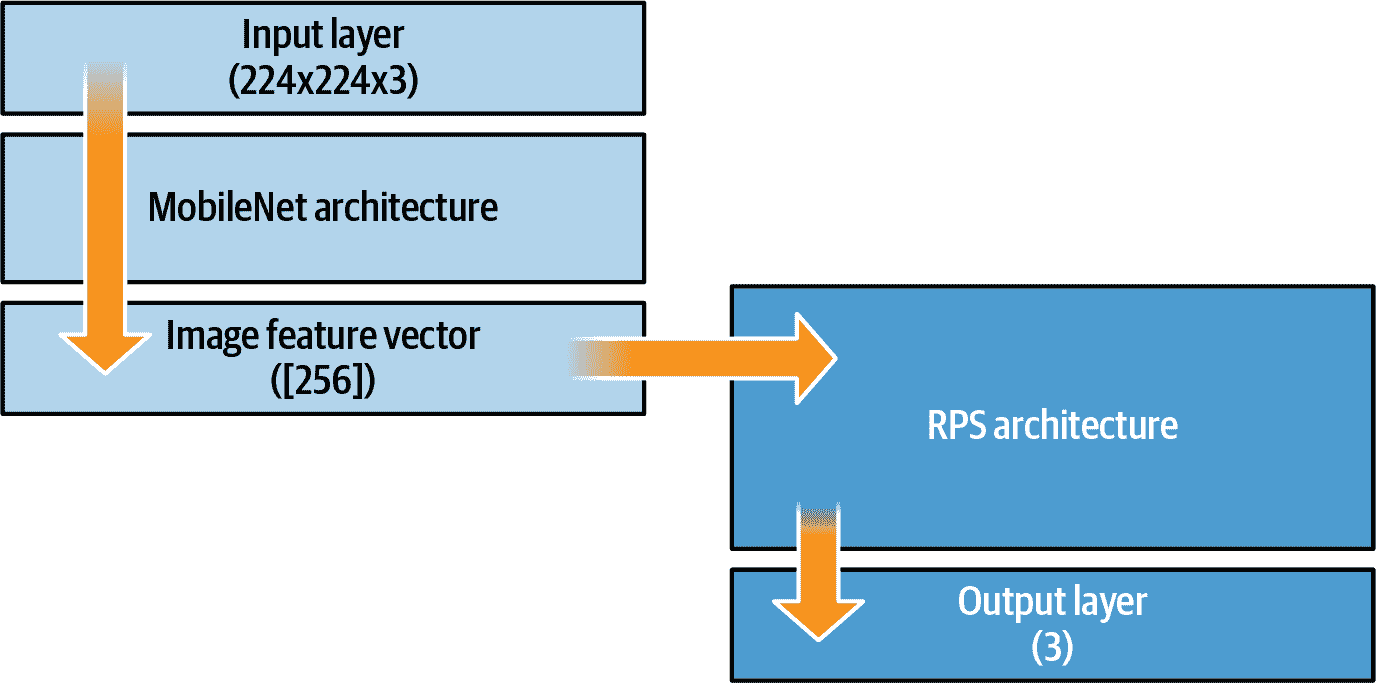 Input layer
(224x224x3)
MobileNet architecture
Image feature vector
([256])
RPS architecture
Output layer
(3)